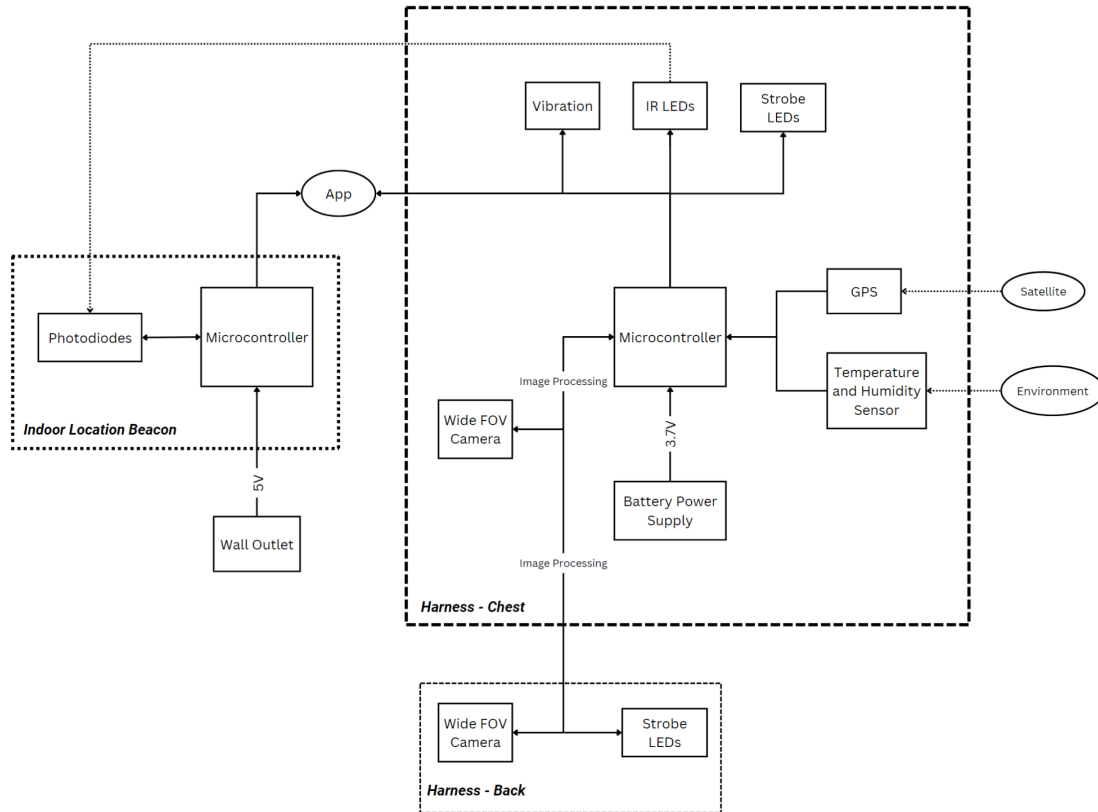 Vibration
IR LEDs
Strobe
LEDs
App
Photodiodes
Microcontroller
Indoor Location Beacon
5V
Wall Outlet
Microcontroller
GPS
Satellite
Temperature
and Humidity
Sensor
Environment
Image Processing
Wide FOV
Camera
3.7V
Battery Power
Supply
Image Processing
Harness - Chest
Wide FOV
Camera
Strobe
LEDs
Harness - Back